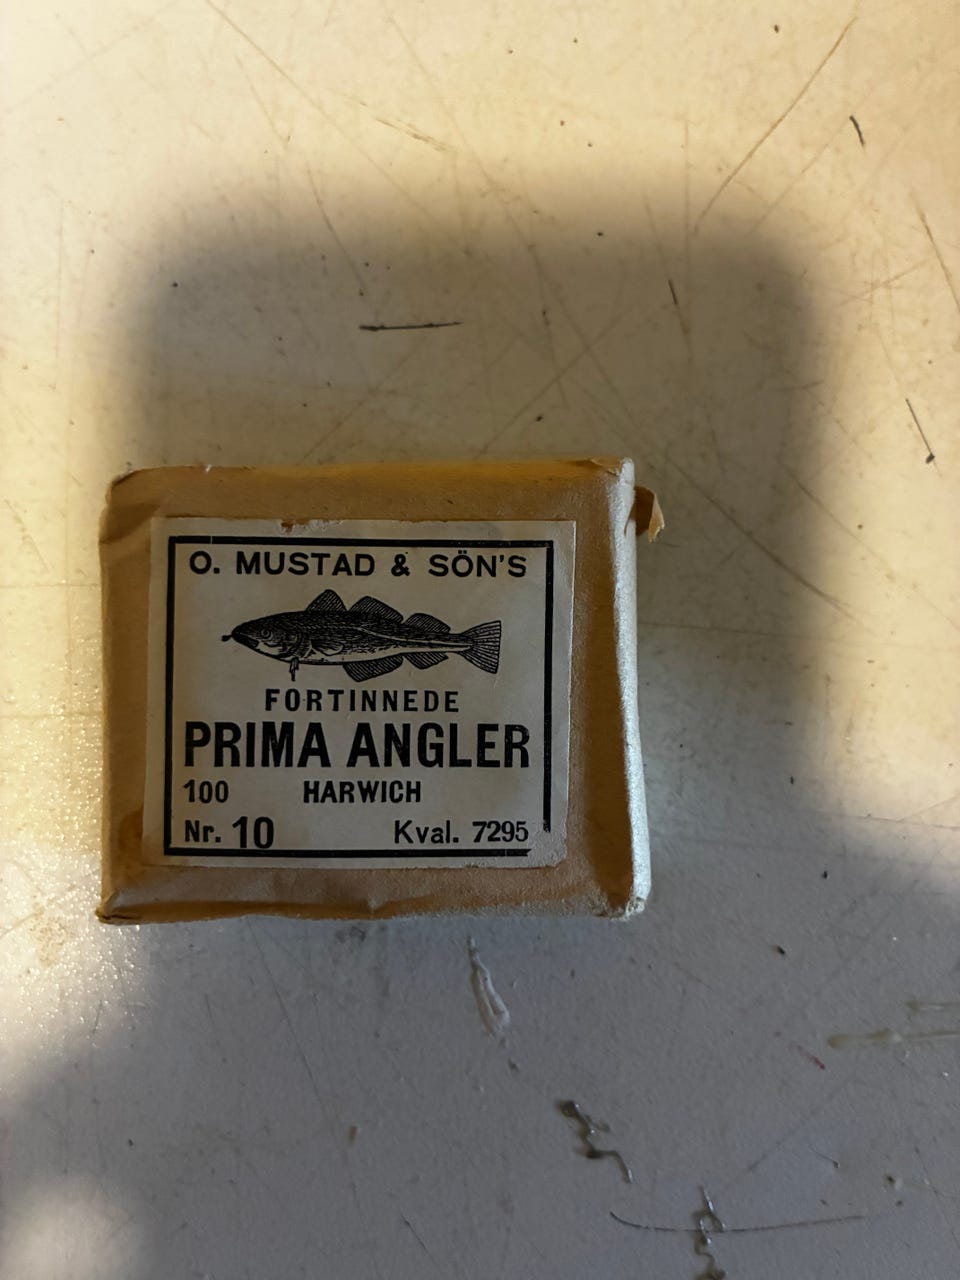 O. MUSTAD & SÖN'S
FORTINNEDE
PRIMA ANGLER
100 HARWICH
Nr. 10 Kval. 7295